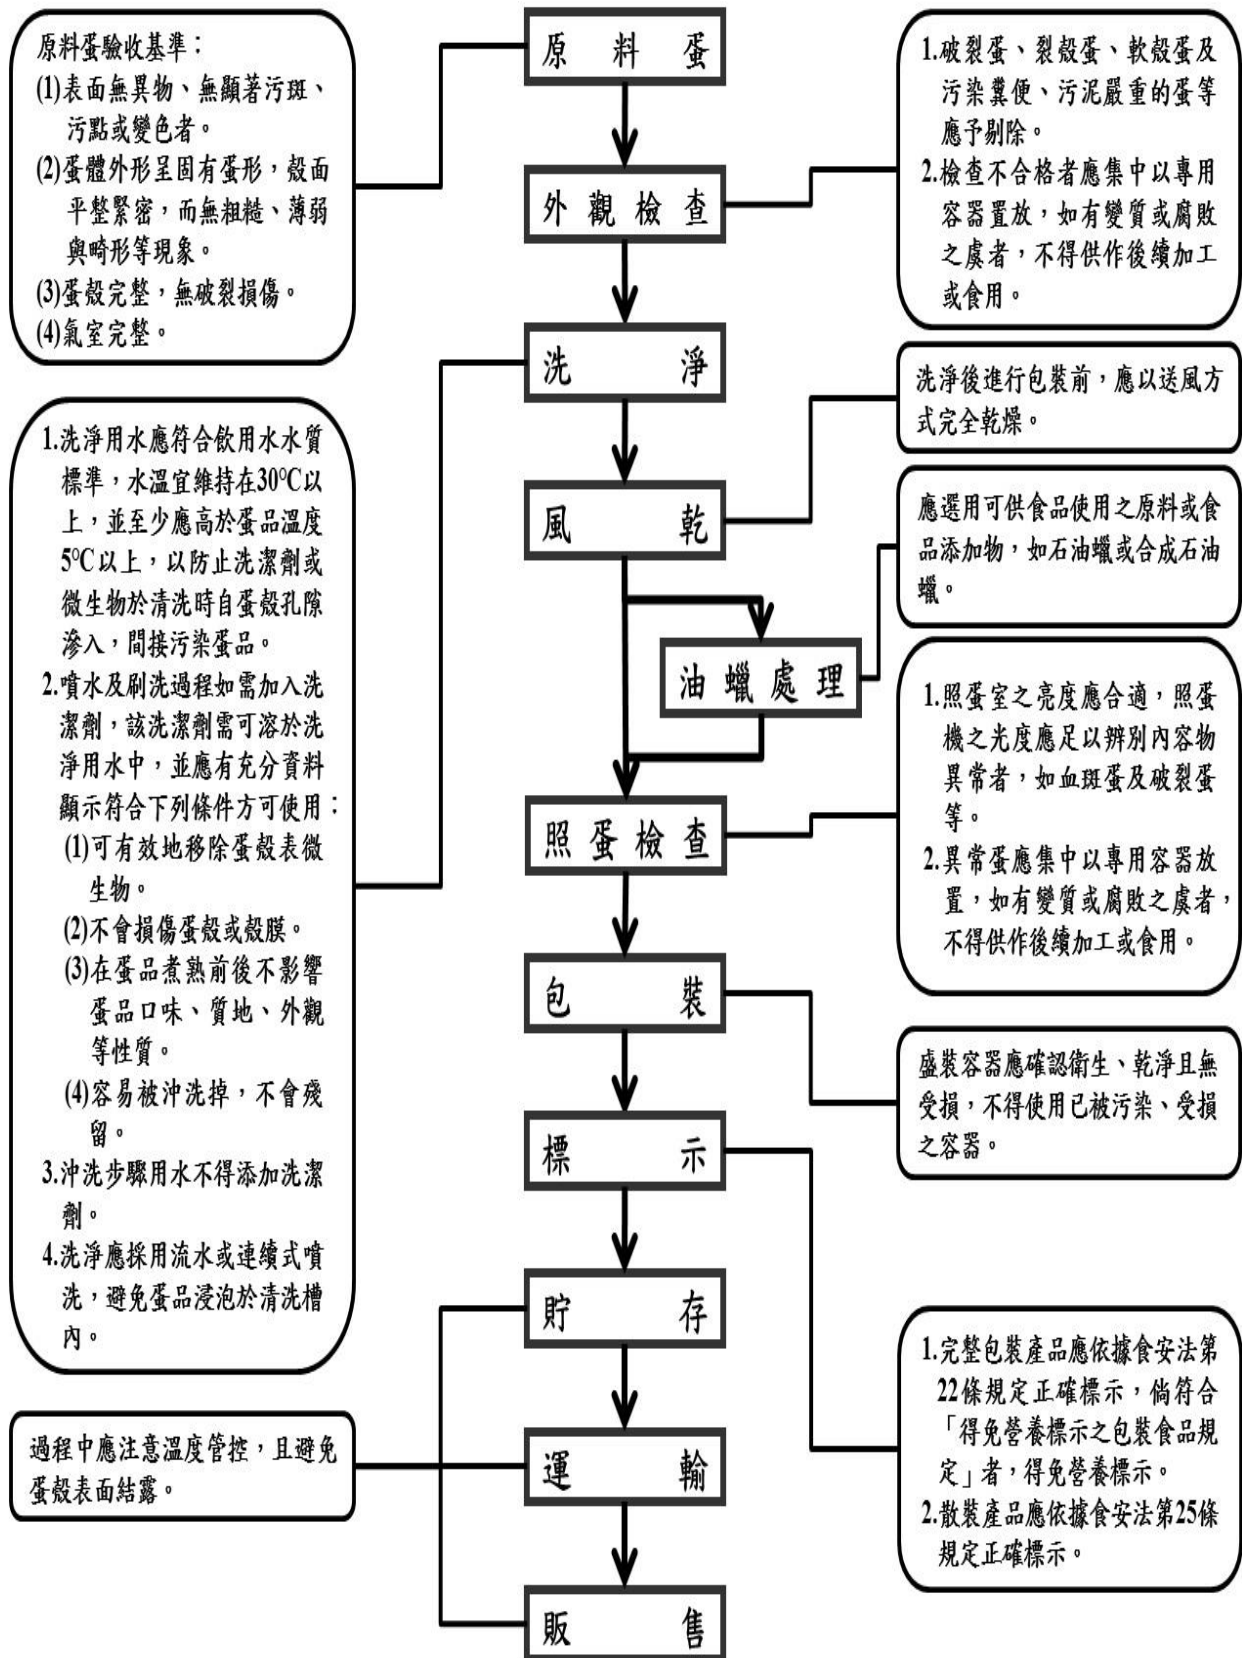 原料蛋
原料蛋驗收基準：
(1)表面無異物、無顯著污斑、
污點或變色者。
(2)蛋體外形呈固有蛋形，殼面
平整緊密，而無粗糙、薄弱
與畸形等現象。
(3)蛋殼完整，無破裂損傷。
(4)氣室完整。
外觀檢查
1.破裂蛋、裂殼蛋、軟殼蛋及
污染糞便、污泥嚴重的蛋等
應予剔除。
2.檢查不合格者應集中以專用
容器置放，如有變質或腐敗
之虞者，不得供作後續加工
或食用。
洗淨
1.洗淨用水應符合飲用水水質
標準，水溫宜維持在30℃以
上，並至少應高於蛋品溫度
5℃以上，以防止洗潔劑或
微生物於清洗時自蛋殼孔隙
滲入，間接污染蛋品。
2.噴水及刷洗過程如需加入洗
潔劑，該洗潔劑需可溶於洗
淨用水中，並應有充分資料
顯示符合下列條件方可使用：
(1)可有效地移除蛋殼表微
生物。
(2)不會損傷蛋殼或殼膜。
(3)在蛋品煮熟前後不影響
蛋品口味、質地、外觀
等性質。
(4)容易被沖洗掉，不會殘
留。
3.沖洗步驟用水不得添加洗潔
劑。
4.洗淨應採用流水或連續式噴
洗，避免蛋品浸泡於清洗槽
內。
風乾
洗淨後進行包裝前，應以送風方
式完全乾燥。
油蠟處理
應選用可供食品使用之原料或食
品添加物，如石油蠟或合成石油
蠟。
照蛋檢查
1.照蛋室之亮度應合適，照蛋
機之光度應足以辨別內容物
異常者，如血斑蛋及破裂蛋
等。
2.異常蛋應集中以專用容器放
置，如有變質或腐敗之虞者，
不得供作後續加工或食用。
包裝
盛裝容器應確認衛生、乾淨且無
受損，不得使用已被污染、受損
之容器。
標示
1.完整包裝產品應依據食安法第
22條規定正確標示，倘符合
「得免營養標示之包裝食品規
定」者，得免營養標示。
2.散裝產品應依據食安法第25條
規定正確標示。
貯存
運輸
販售
過程中應注意溫度管控，且避免
蛋殼表面結露。